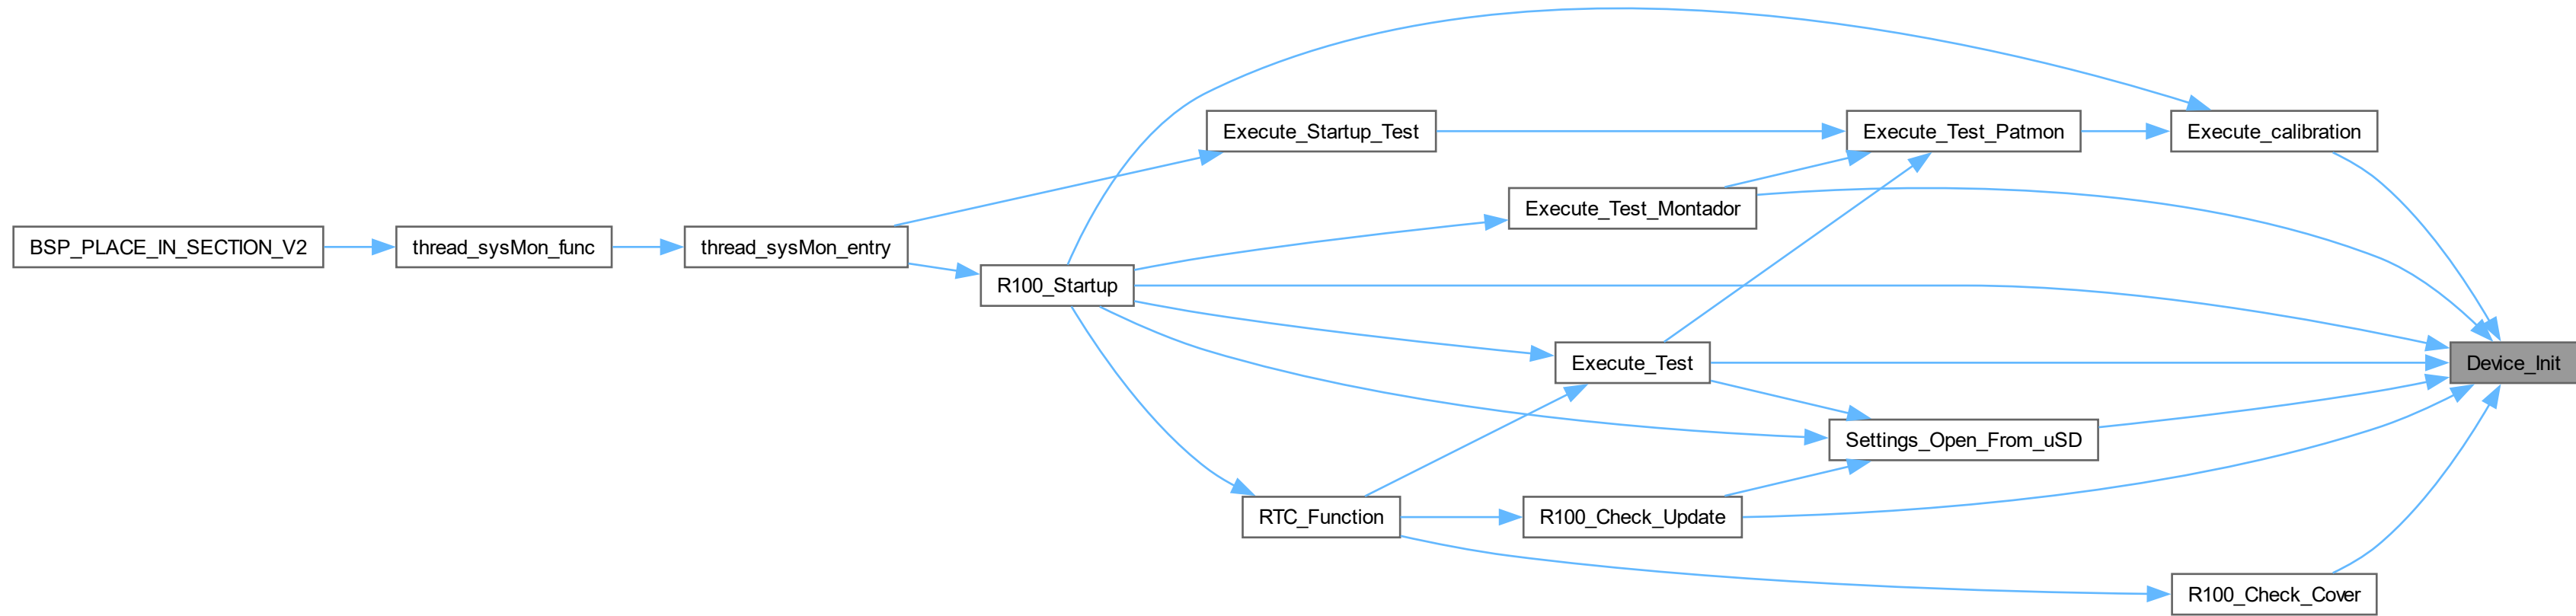 Execute_Startup_Test
Execute_Test_Patmon
Execute_calibration
Execute_Test_Montador
BSP_PLACE_IN_SECTION_V2
thread_sysMon_func
thread_sysMon_entry
R100_Startup
Execute_Test
Device_Init
Settings_Open_From_uSD
RTC_Function
R100_Check_Update
R100_Check_Cover